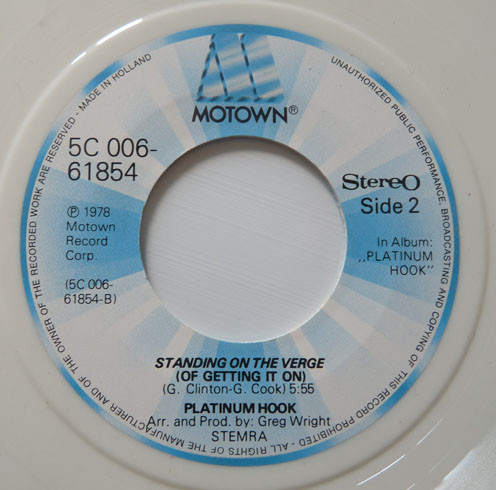 MOTOWN®
5C 006-
61854
℗ 1978
Motown
Record
Corp.
(5C 006-
61854-B)
Stereo
Side 2
In Album:
,,PLATINUM
HOOK"
STANDING ON THE VERGE
(OF GETTING IT ON)
(G. Clinton-G. Cook) 5:55
PLATINUM HOOK
Arr. and Prod. by: Greg Wright
STEMRA
ALL RIGHTS OF THE MANUFACTURER AND OF THE OWNER OF THE RECORDED WORK ARE RESERVED - MADE IN HOLLAND
UNAUTHORIZED PUBLIC PERFORMANCE, BROADCASTING AND COPYING OF THIS RECORD PROHIBITED -